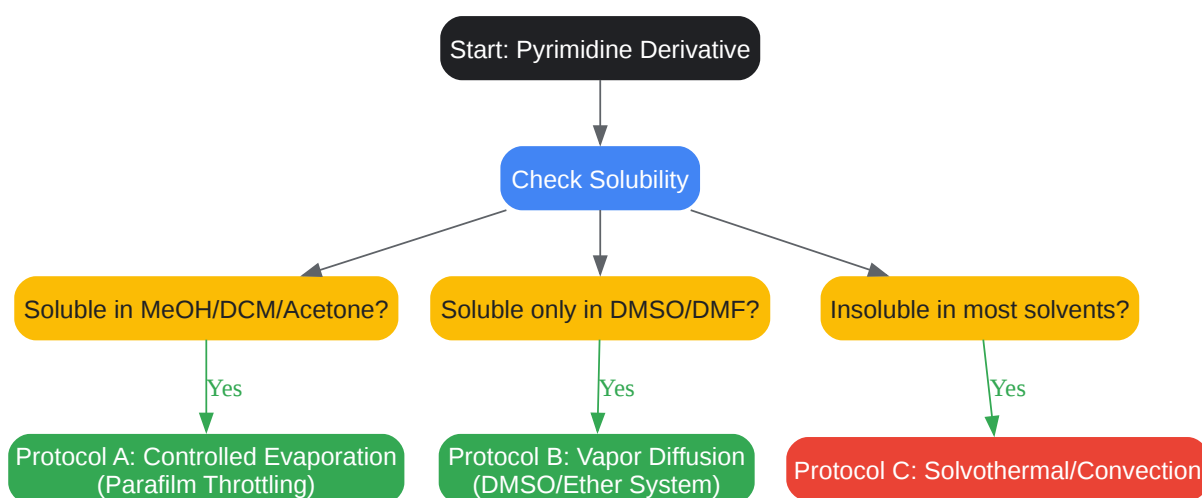 Start: Pyrimidine Derivative
Check Solubility
Soluble in MeOH/DCM/Acetone?
Soluble only in DMSO/DMF?
Insoluble in most solvents?
Yes
Yes
Yes
Protocol A: Controlled Evaporation
(Parafilm Throttling)
Protocol B: Vapor Diffusion
(DMSO/Ether System)
Protocol C: Solvothermal/Convection